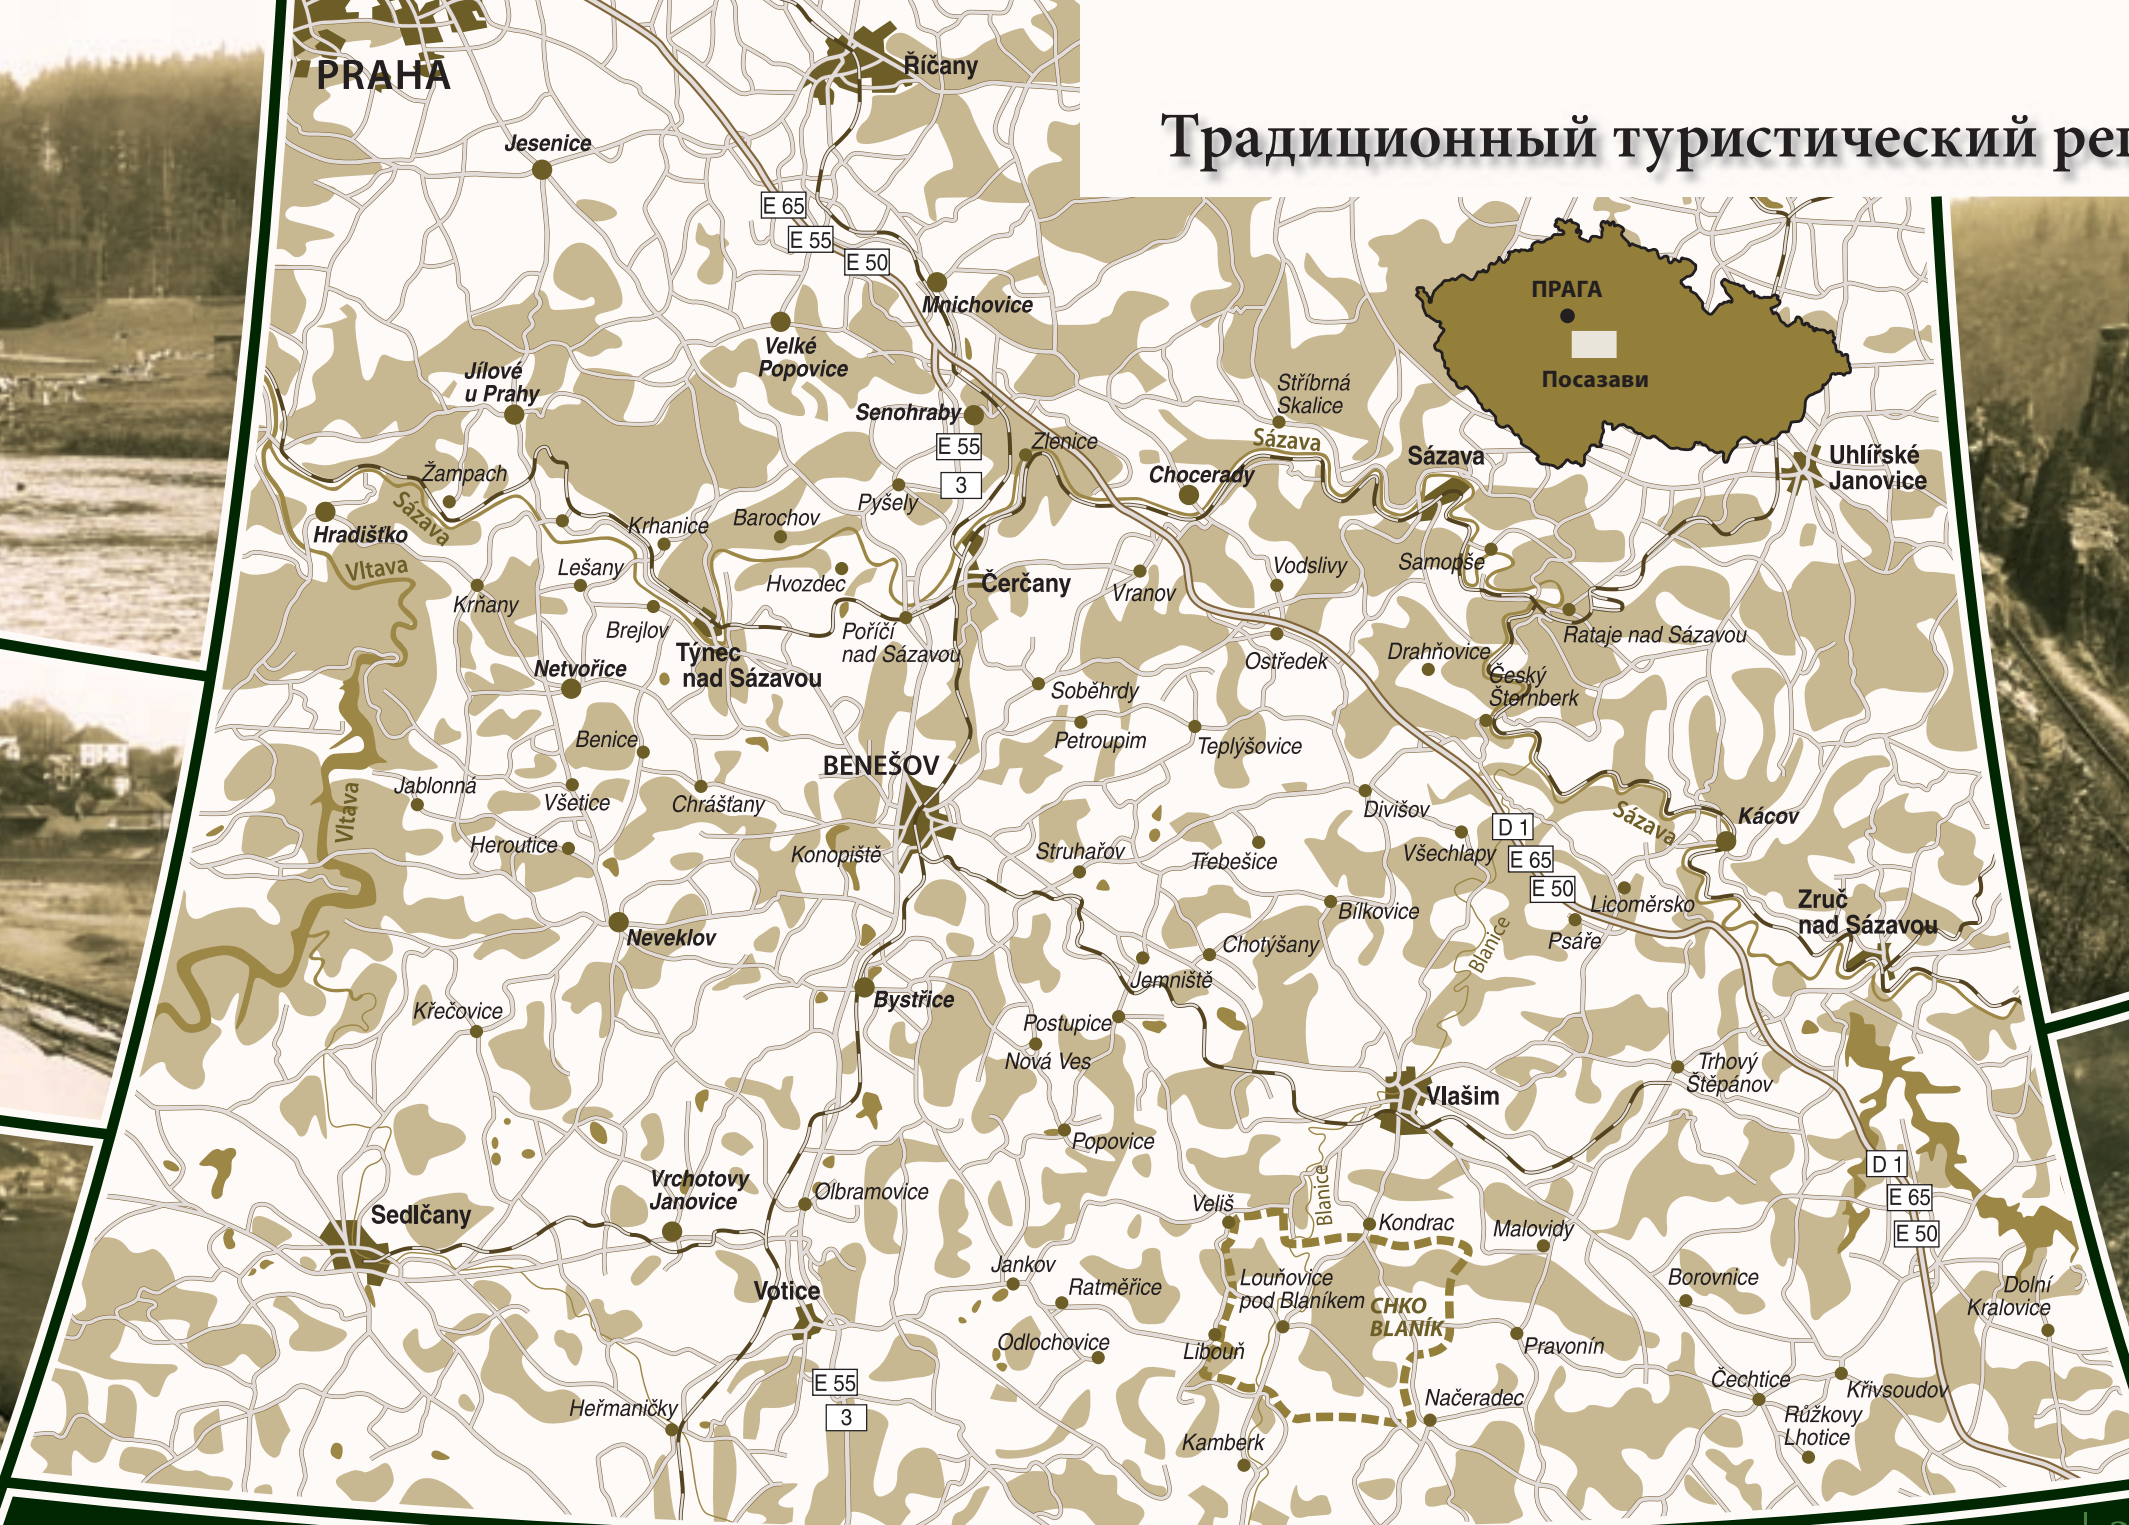 PRAHA
Říčany
Традиционный туристический
Jesenice
E 65
E 55
E 50
Mnichovice
ПРАГА
Посазави
Velké
Popovice
Jílové
u Prahy
Senohraby
E 55
3
Zlenice
Stříbrná
Skalice
Sázava
Sázava
Uhlířské
Janovice
Žampach
Sázava
Chocerady
Pyšely
Hradištko
Krhanice
Barochov
Vltava
Lešany
Hvozdec
Čerčany
Vranov
Vodslivy
Samopše
Krňany
Brejlov
Poříčí
nad Sázavou
Rataje nad Sázavou
Týnec
nad Sázavou
Netvořice
Ostředek
Drahňovice
Český
Šternberk
Soběhrdy
Petroupim
Teplýšovice
Benice
BENEŠOV
Jablonná
Všetice
Chrášťany
Vltava
Divišov
Sázava
Kácov
D 1
Heroutice
Konopiště
Struhařov
Třebešice
Všechlapy
E 65
E 50
Licoměrsko
Zruč
nad Sázavou
Bílkovice
Neveklov
Chotýšany
Blanice
Psáře
Jemniště
Bystřice
Křečovice
Postupice
Nová Ves
Trhový
Štěpánov
Vlašim
Popovice
D 1
Vrchotovy
Janovice
Olbramovice
Veliš
Blanice
Kondrac
Malovidy
E 65
E 50
Sedlčany
Jankov
Ratměřice
Louňovice
pod Blaníkem
CHKO
BLANÍK
Borovnice
Dolní
Kralovice
Votice
Odlochovice
Libouň
Pravonín
E 55
3
Čechtice
Křivsoudov
Heřmaničky
Načeradec
Růžkovy
Lhotice
Kamberk